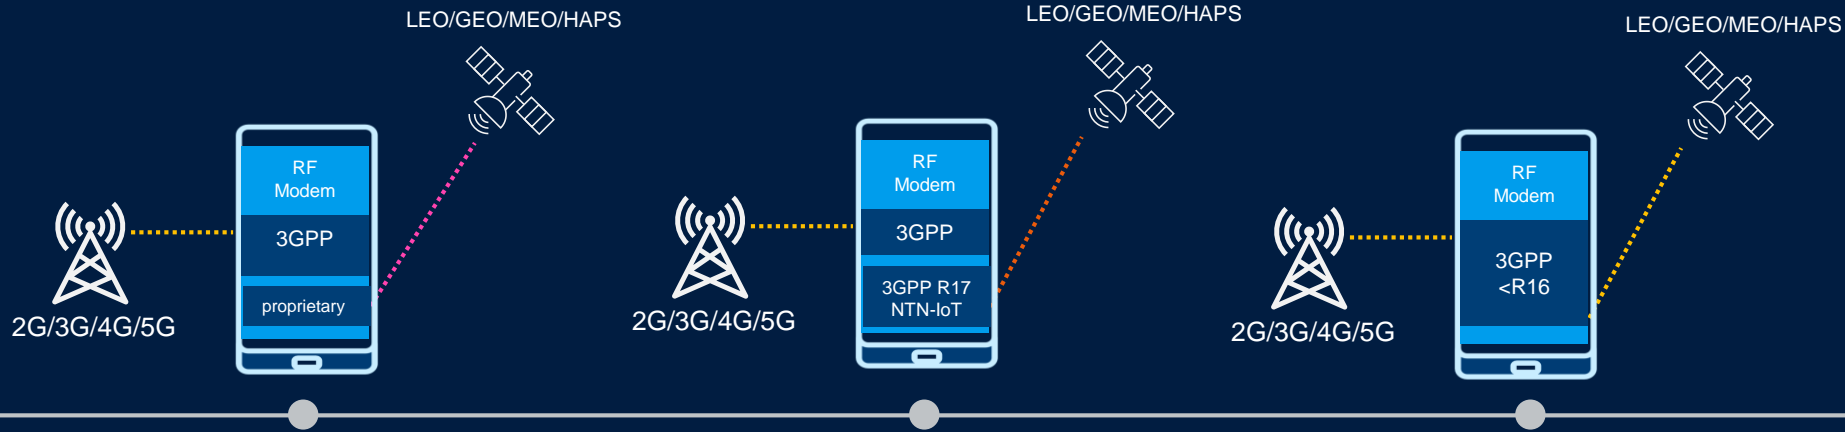 LEO/GEO/MEO/HAPS
RF
Modem
3GPP
proprietary
2G/3G/4G/5G
LEO/GEO/MEO/HAPS
RF
Modem
3GPP
3GPP R17
NTN-IoT
2G/3G/4G/5G
LEO/GEO/MEO/HAPS
RF
Modem
3GPP
<R16
2G/3G/4G/5G